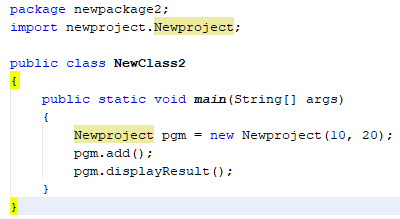 package newpackage2;
import newproject.Newproject;
public class NewClass2
{
public static void main(String[] args)
{
Newproject pgm = new Newproject(10, 20);
pgm.add();
pgm.displayResult();
}
}